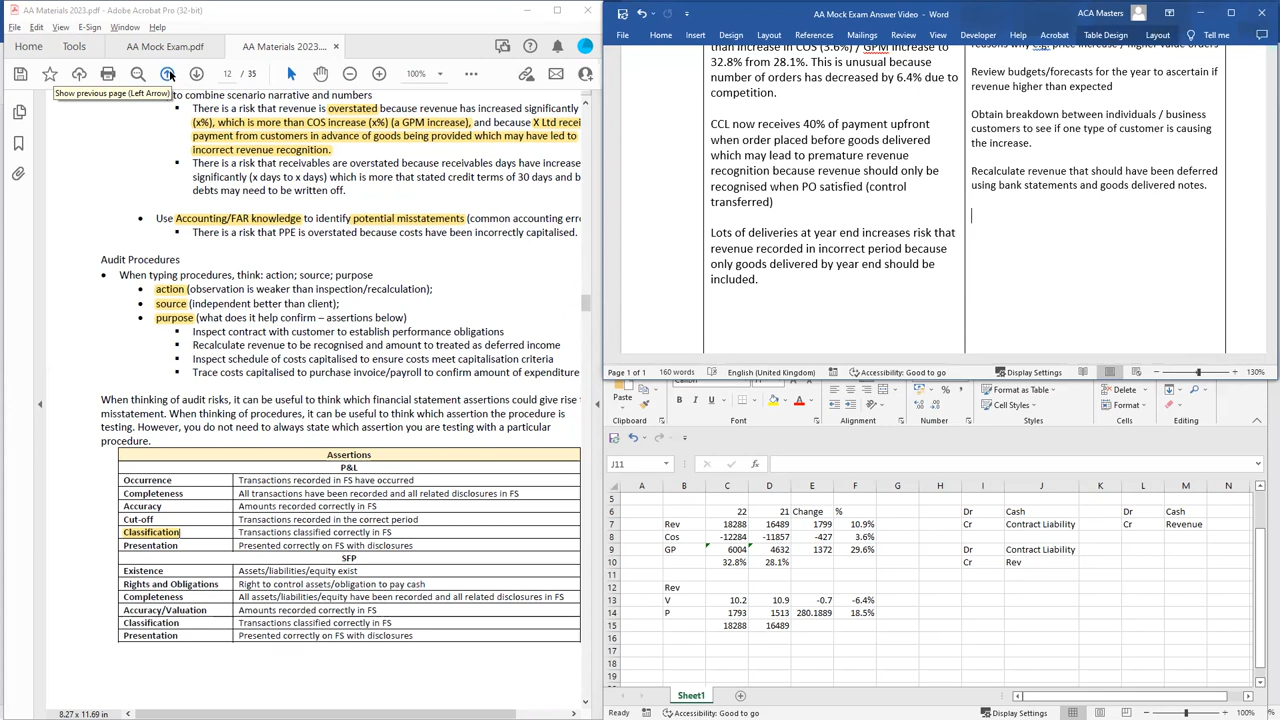 AA Materials 2023.pdf - Adobe Acrobat Pro (32-bit)
File Edit View E-Sign Window Help
Home Tools AA Mock Exam.pdf AA Materials 2023.... ×
12 / 35 100%
Show previous page (Left Arrow)
to combine scenario narrative and numbers
There is a risk that revenue is overstated because revenue has increased significantly
(x%), which is more than COS increase (x%) (a GPM increase), and because X Ltd recei
payment from customers in advance of goods being provided which may have led to
incorrect revenue recognition.
There is a risk that receivables are overstated because receivables days have increase
significantly (x days to x days) which is more that stated credit terms of 30 days and b
debts may need to be written off.
Use Accounting/FAR knowledge to identify potential misstatements (common accounting erro
There is a risk that PPE is overstated because costs have been incorrectly capitalised.
Audit Procedures
When typing procedures, think: action; source; purpose
action (observation is weaker than inspection/recalculation);
source (independent better than client);
purpose (what does it help confirm – assertions below)
Inspect contract with customer to establish performance obligations
Recalculate revenue to be recognised and amount to treated as deferred income
Inspect schedule of costs capitalised to ensure costs meet capitalisation criteria
Trace costs capitalised to purchase invoice/payroll to confirm amount of expenditure
When thinking of audit risks, it can be useful to think which financial statement assertions could give rise t
misstatement. When thinking of procedures, it can be useful to think which assertion the procedure is
testing. However, you do not need to always state which assertion you are testing with a particular
procedure.
Assertions
P&L
Occurrence Transactions recorded in FS have occurred
Completeness All transactions have been recorded and all related disclosures in FS
Accuracy Amounts recorded correctly in FS
Cut-off Transactions recorded in the correct period
Classification Transactions classified correctly in FS
Presentation Presented correctly in FS with disclosures
SFP
Existence Assets/liabilities/equity exist
Rights and Obligations Right to control assets/obligation to pay cash
Completeness All assets/liabilities/equity have been recorded and all related disclosures in FS
Accuracy/Valuation Amounts recorded correctly in FS
Classification Transactions classified correctly in FS
Presentation Presented correctly on FS with disclosures
8.27 x 11.69 in
AA Mock Exam Answer Video - Word ACA Masters
File Insert Draw Design Layout References Mailings Review View Developer Help Acrobat Table Design Layout Tell me
than increase in COS (3.6%) / GPM increase to
32.8% from 28.1%. This is unusual because
number of orders has decreased by 6.4% due to
competition.
CCL now receives 40% of payment upfront
when order placed before goods delivered
which may lead to premature revenue
recognition because revenue should only be
recognised when PO satisfied (control
transferred)
Lots of deliveries at year end increases risk that
revenue recorded in incorrect period because
only goods delivered by year end should be
included.
reasons why e.g. price increase / higher value orders
Review budgets/forecasts for the year to ascertain if
revenue higher than expected
Obtain breakdown between individuals / business
customers to see if one type of customer is causing
the increase.
Recalculate revenue that should have been deferred
using bank statements and goods delivered notes.
Page 1 of 1 160 words English (United Kingdom) Accessibility: Good to go Display Settings 130%
Calibri
Paste B I U A A % Format as Table Cell Styles Delete Format
Clipboard Font Alignment Number Styles Cells Editing
J11 fx
A B C D E F G H I J K L M N
5
6 22 21 Change % Dr Cash Dr Cash
7 Rev 18288 16489 1799 10.9% Cr Contract Liability Cr Revenue
8 Cos -12284 -11857 -427 3.6%
9 GP 6004 4632 1372 29.6% Dr Contract Liability
10 32.8% 28.1% Cr Rev
11
12 Rev
13 V 10.2 10.9 -0.7 -6.4%
14 P 1793 1513 280.1889 18.5%
15 18288 16489
16
17
18
19
Sheet1
Ready Accessibility: Good to go Display Settings 100%